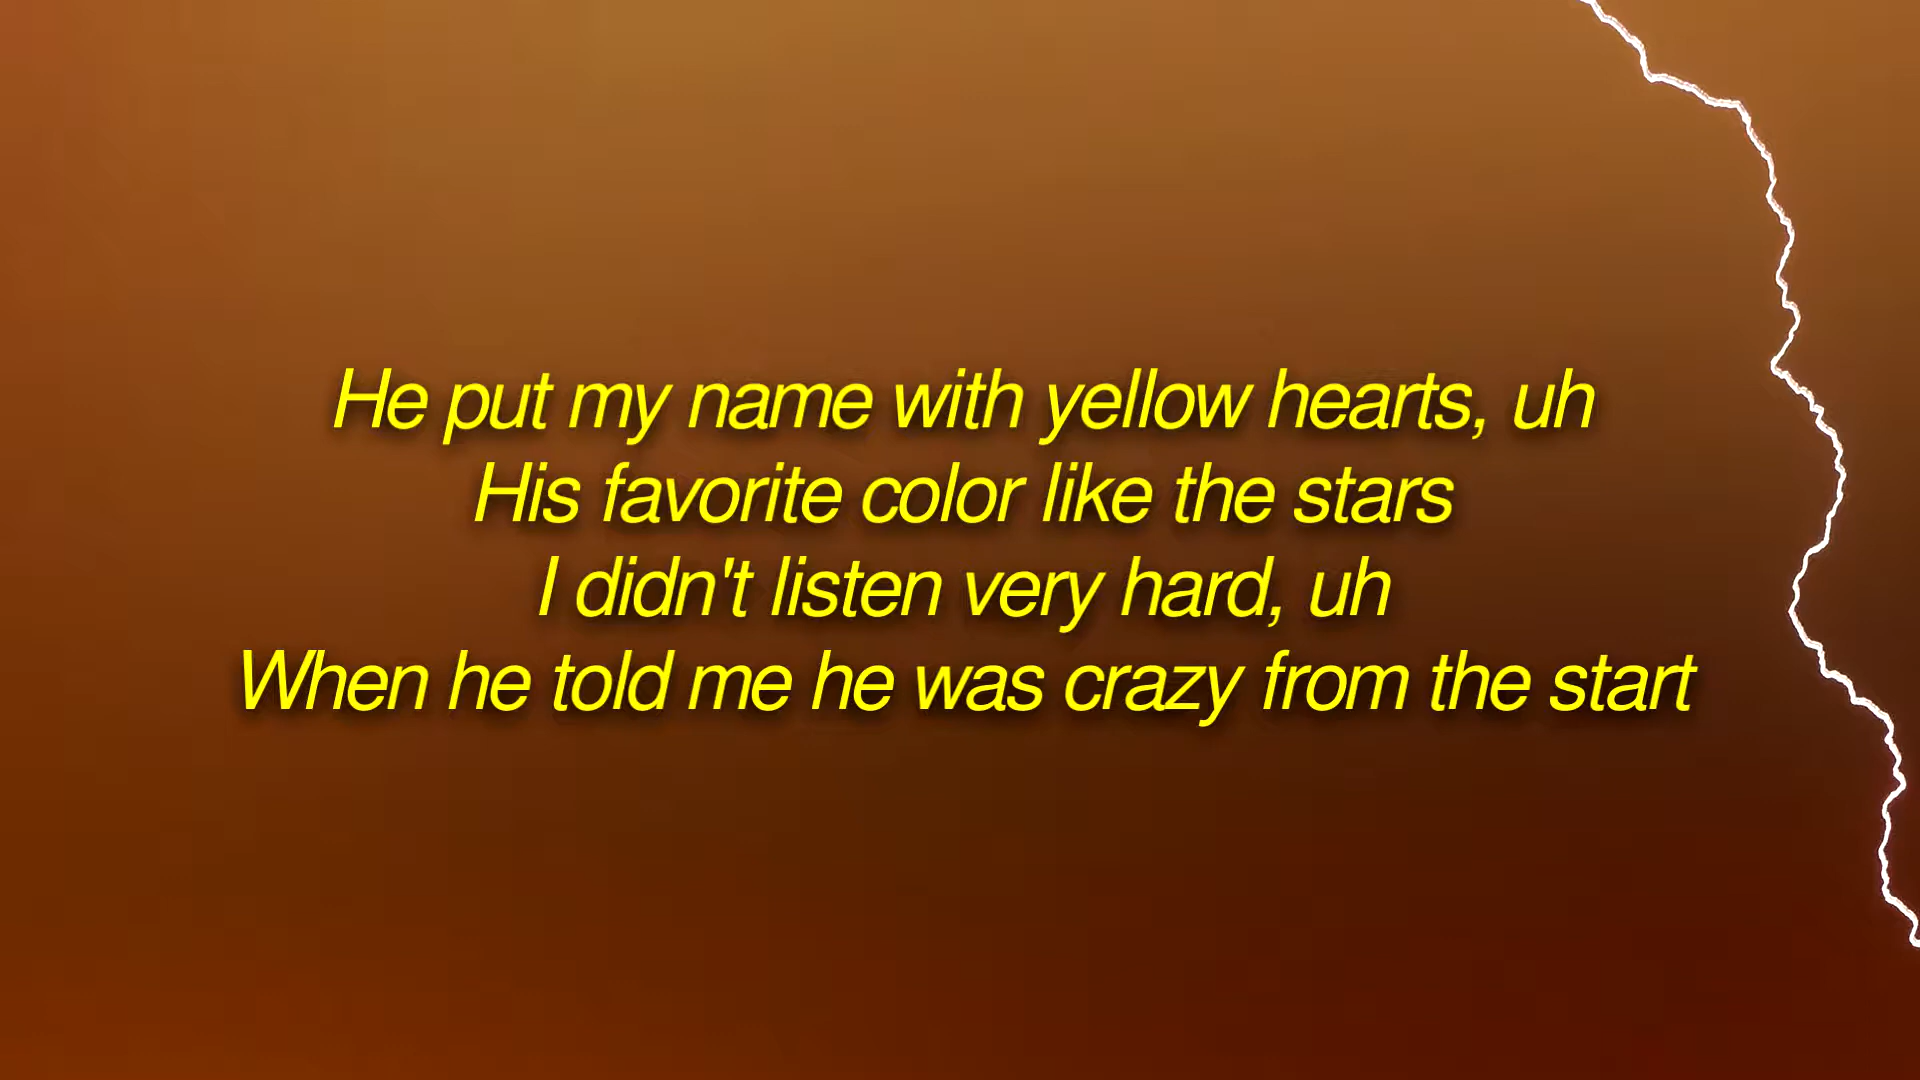 He put my name with yellow hearts, uh
His favorite color like the stars
I didn't listen very hard, uh
When he told me he was crazy from the start